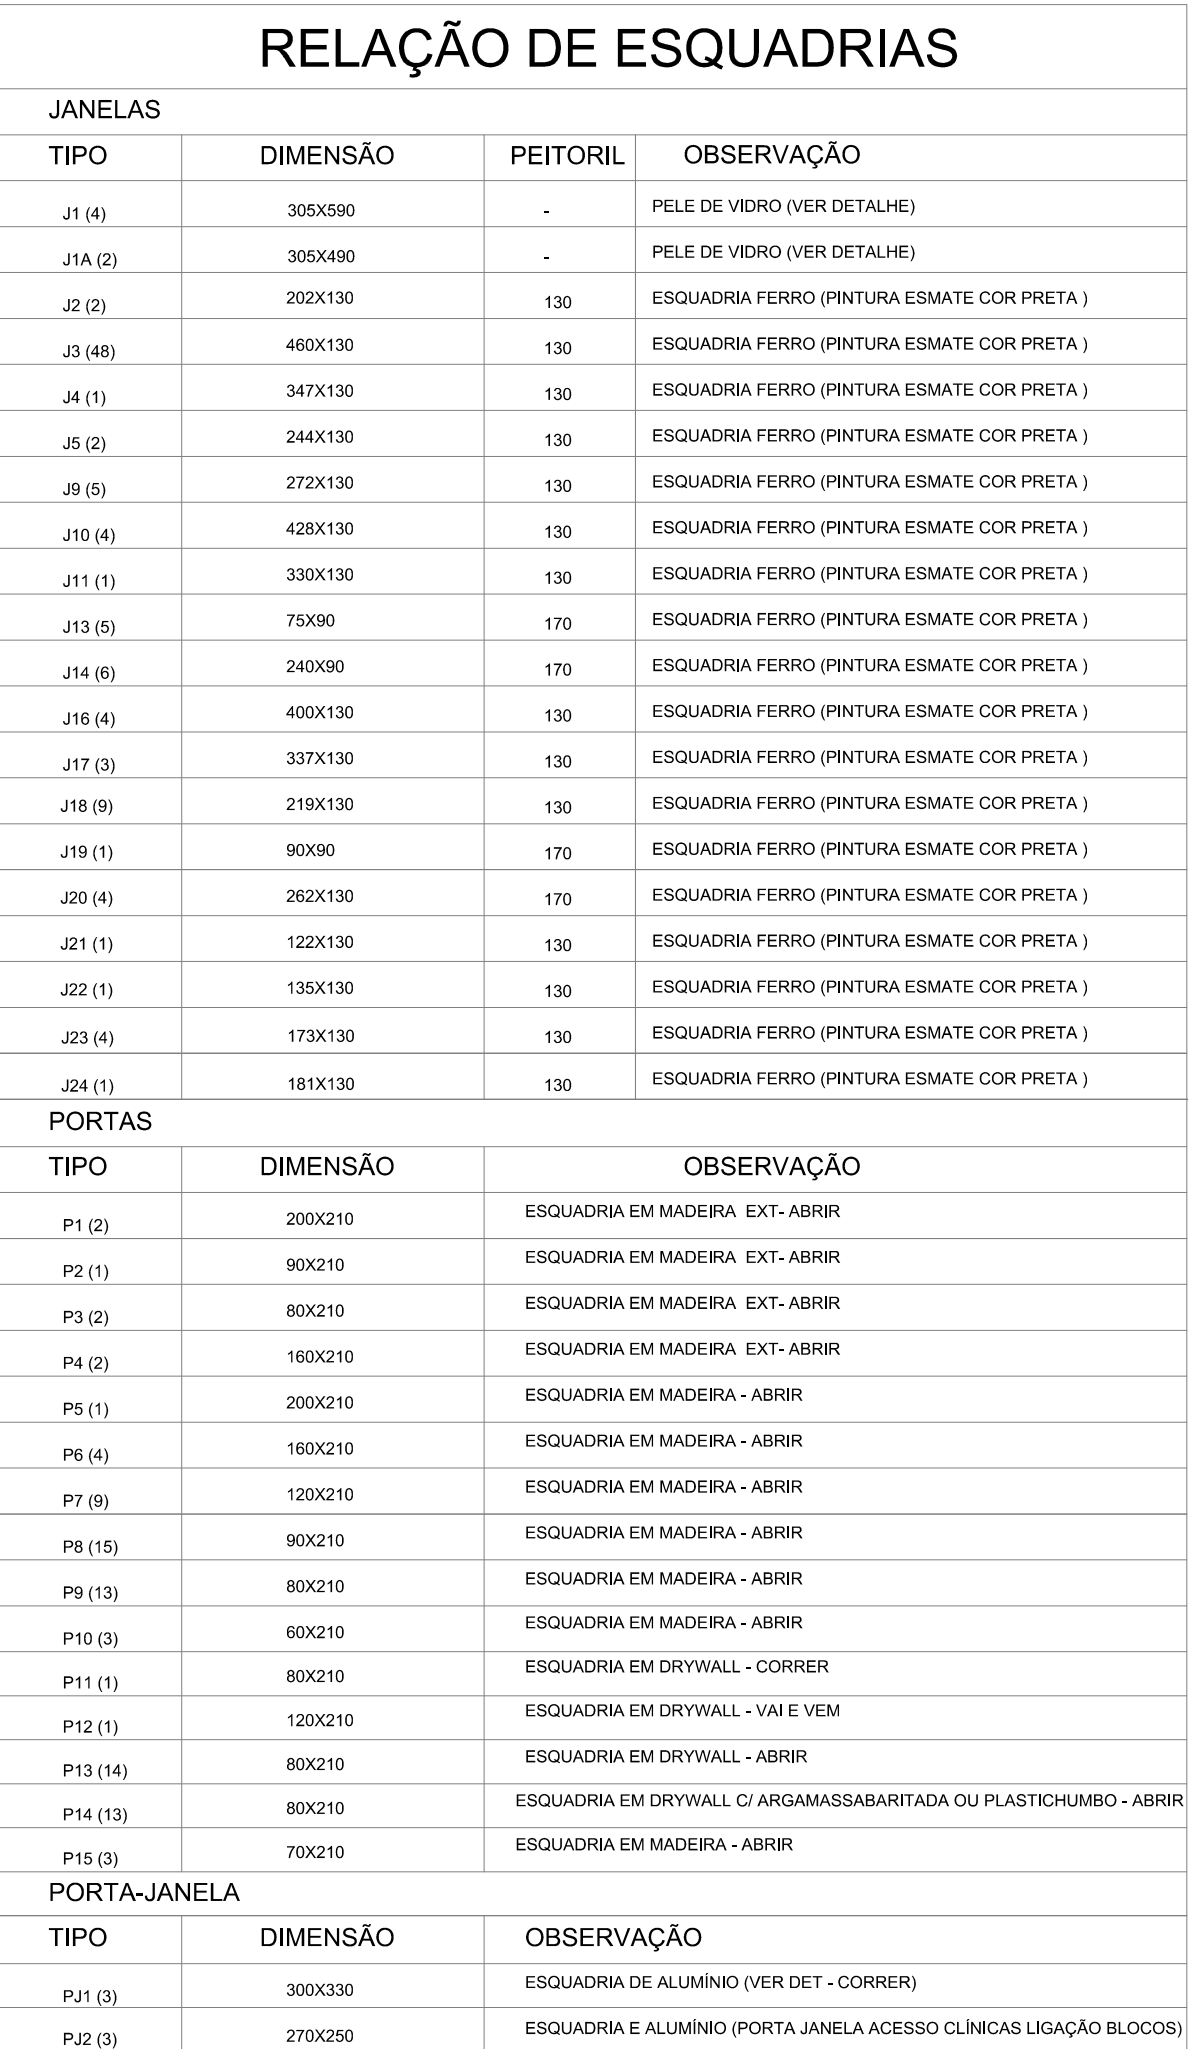 RELAÇÃO DE ESQUADRIAS
JANELAS
TIPO DIMENSÃO PEITORIL OBSERVAÇÃO
J1 (4) 305X590 - PELE DE VIDRO (VER DETALHE)
J1A (2) 305X490 - PELE DE VIDRO (VER DETALHE)
J2 (2) 202X130 130 ESQUADRIA FERRO (PINTURA ESMATE COR PRETA )
J3 (48) 460X130 130 ESQUADRIA FERRO (PINTURA ESMATE COR PRETA )
J4 (1) 347X130 130 ESQUADRIA FERRO (PINTURA ESMATE COR PRETA )
J5 (2) 244X130 130 ESQUADRIA FERRO (PINTURA ESMATE COR PRETA )
J9 (5) 272X130 130 ESQUADRIA FERRO (PINTURA ESMATE COR PRETA )
J10 (4) 428X130 130 ESQUADRIA FERRO (PINTURA ESMATE COR PRETA )
J11 (1) 330X130 130 ESQUADRIA FERRO (PINTURA ESMATE COR PRETA )
J13 (5) 75X90 170 ESQUADRIA FERRO (PINTURA ESMATE COR PRETA )
J14 (6) 240X90 170 ESQUADRIA FERRO (PINTURA ESMATE COR PRETA )
J16 (4) 400X130 130 ESQUADRIA FERRO (PINTURA ESMATE COR PRETA )
J17 (3) 337X130 130 ESQUADRIA FERRO (PINTURA ESMATE COR PRETA )
J18 (9) 219X130 130 ESQUADRIA FERRO (PINTURA ESMATE COR PRETA )
J19 (1) 90X90 170 ESQUADRIA FERRO (PINTURA ESMATE COR PRETA )
J20 (4) 262X130 170 ESQUADRIA FERRO (PINTURA ESMATE COR PRETA )
J21 (1) 122X130 130 ESQUADRIA FERRO (PINTURA ESMATE COR PRETA )
J22 (1) 135X130 130 ESQUADRIA FERRO (PINTURA ESMATE COR PRETA )
J23 (4) 173X130 130 ESQUADRIA FERRO (PINTURA ESMATE COR PRETA )
J24 (1) 181X130 130 ESQUADRIA FERRO (PINTURA ESMATE COR PRETA )
PORTAS
TIPO DIMENSÃO OBSERVAÇÃO
P1 (2) 200X210 ESQUADRIA EM MADEIRA EXT- ABRIR
P2 (1) 90X210 ESQUADRIA EM MADEIRA EXT- ABRIR
P3 (2) 80X210 ESQUADRIA EM MADEIRA EXT- ABRIR
P4 (2) 160X210 ESQUADRIA EM MADEIRA EXT- ABRIR
P5 (1) 200X210 ESQUADRIA EM MADEIRA - ABRIR
P6 (4) 160X210 ESQUADRIA EM MADEIRA - ABRIR
P7 (9) 120X210 ESQUADRIA EM MADEIRA - ABRIR
P8 (15) 90X210 ESQUADRIA EM MADEIRA - ABRIR
P9 (13) 80X210 ESQUADRIA EM MADEIRA - ABRIR
P10 (3) 60X210 ESQUADRIA EM MADEIRA - ABRIR
P11 (1) 80X210 ESQUADRIA EM DRYWALL - CORRER
P12 (1) 120X210 ESQUADRIA EM DRYWALL - VAI E VEM
P13 (14) 80X210 ESQUADRIA EM DRYWALL - ABRIR
P14 (13) 80X210 ESQUADRIA EM DRYWALL C/ ARGAMASSABARITADA OU PLASTICHUMBO - ABRIR
P15 (3) 70X210 ESQUADRIA EM MADEIRA - ABRIR
PORTA-JANELA
TIPO DIMENSÃO OBSERVAÇÃO
PJ1 (3) 300X330 ESQUADRIA DE ALUMÍNIO (VER DET - CORRER)
PJ2 (3) 270X250 ESQUADRIA E ALUMÍNIO (PORTA JANELA ACESSO CLÍNICAS LIGAÇÃO BLOCOS)